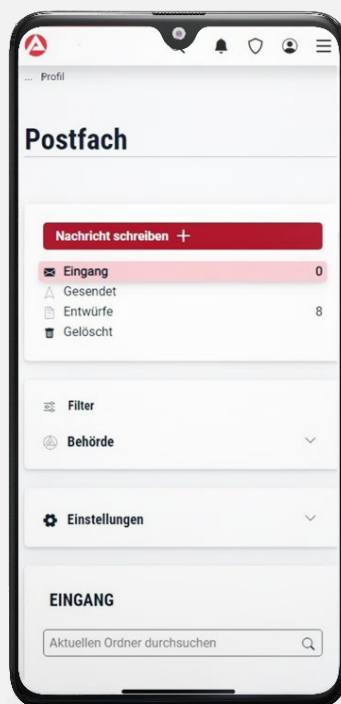 ... Profil
Postfach
Nachricht schreiben +
Eingang 0
Gesendet
Entwürfe 8
Gelöscht
Filter
Behörde
Einstellungen
EINGANG
Aktuellen Ordner durchsuchen